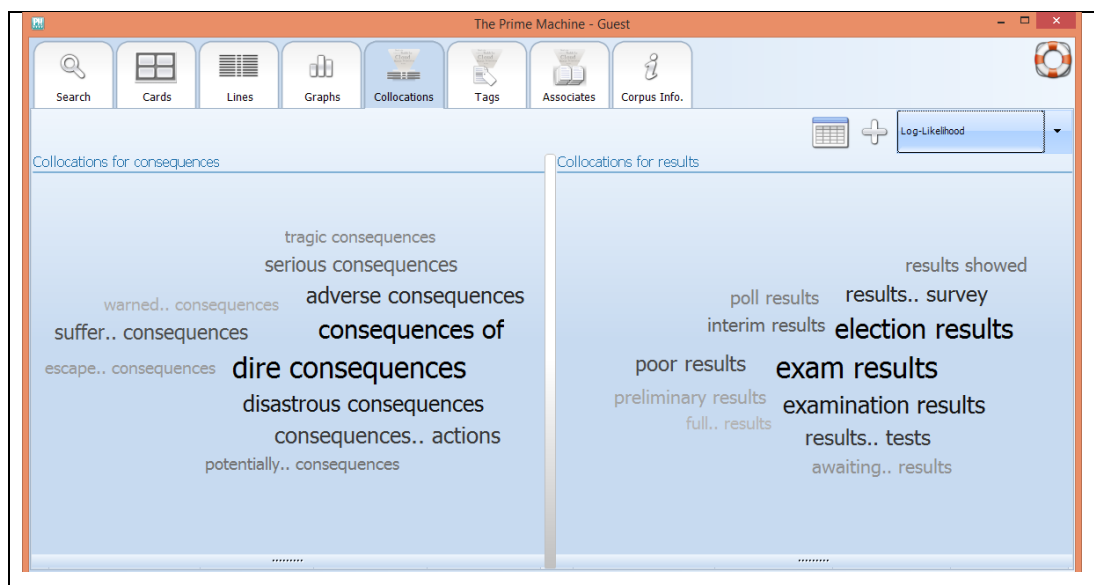 The Prime Machine - Guest
Search Cards Lines Graphs Collocations Tags Associates Corpus Info.
Log-Likelihood
Collocations for consequences
tragic consequences
serious consequences
warned.. consequences adverse consequences
suffer.. consequences consequences of
escape.. consequences dire consequences
disastrous consequences
consequences.. actions
potentially.. consequences
Collocations for results
results showed
poll results results.. survey
interim results election results
poor results exam results
preliminary results examination results
full.. results
results.. tests
awaiting.. results